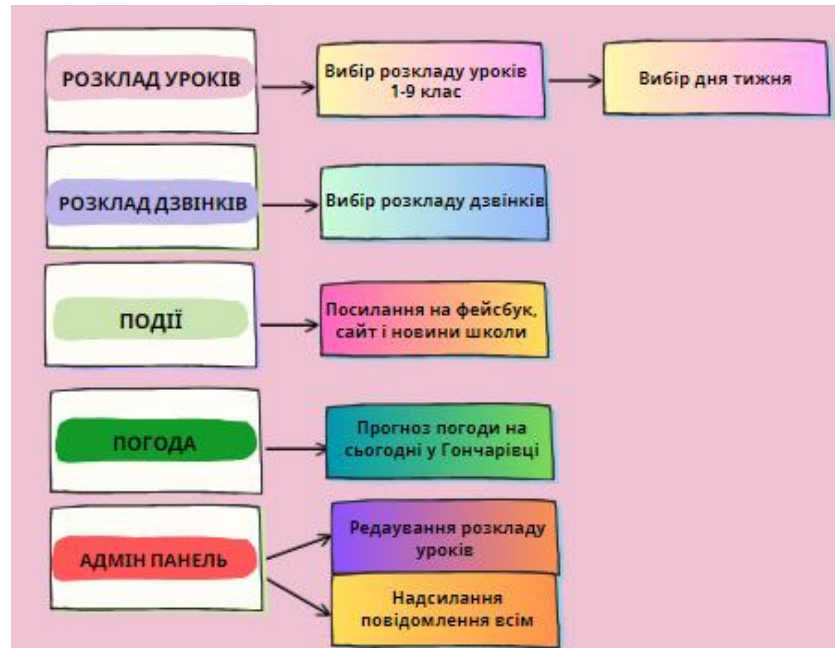 РОЗКЛАД УРОКІВ
Вибір розкладу уроків
1-9 клас
Вибір дня тижня
РОЗКЛАД ДЗВІНКІВ
Вибір розкладу дзвінків
ПОДІЇ
Посилання на фейсбук,
сайт і новини школи
ПОГОДА
Прогноз погоди на
сьогодні у Гончарівці
АДМІН ПАНЕЛЬ
Редаування розкладу
уроків
Надсилання
повідомлення всім